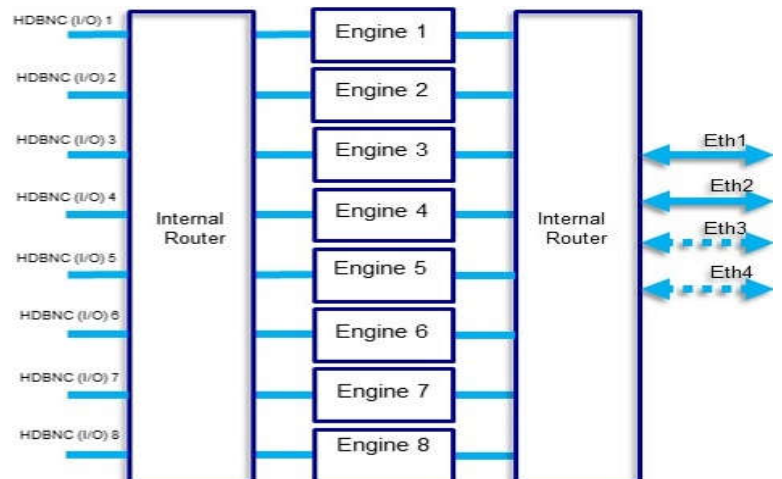 HDBNC (I/O) 1
HDBNC (I/O) 2
HDBNC (I/O) 3
HDBNC (I/O) 4
HDBNC (I/O) 5
HDBNC (I/O) 6
HDBNC (I/O) 7
HDBNC (I/O) 8
Internal
Router
Engine 1
Engine 2
Engine 3
Engine 4
Engine 5
Engine 6
Engine 7
Engine 8
Internal
Router
Eth1
Eth2
Eth3
Eth4